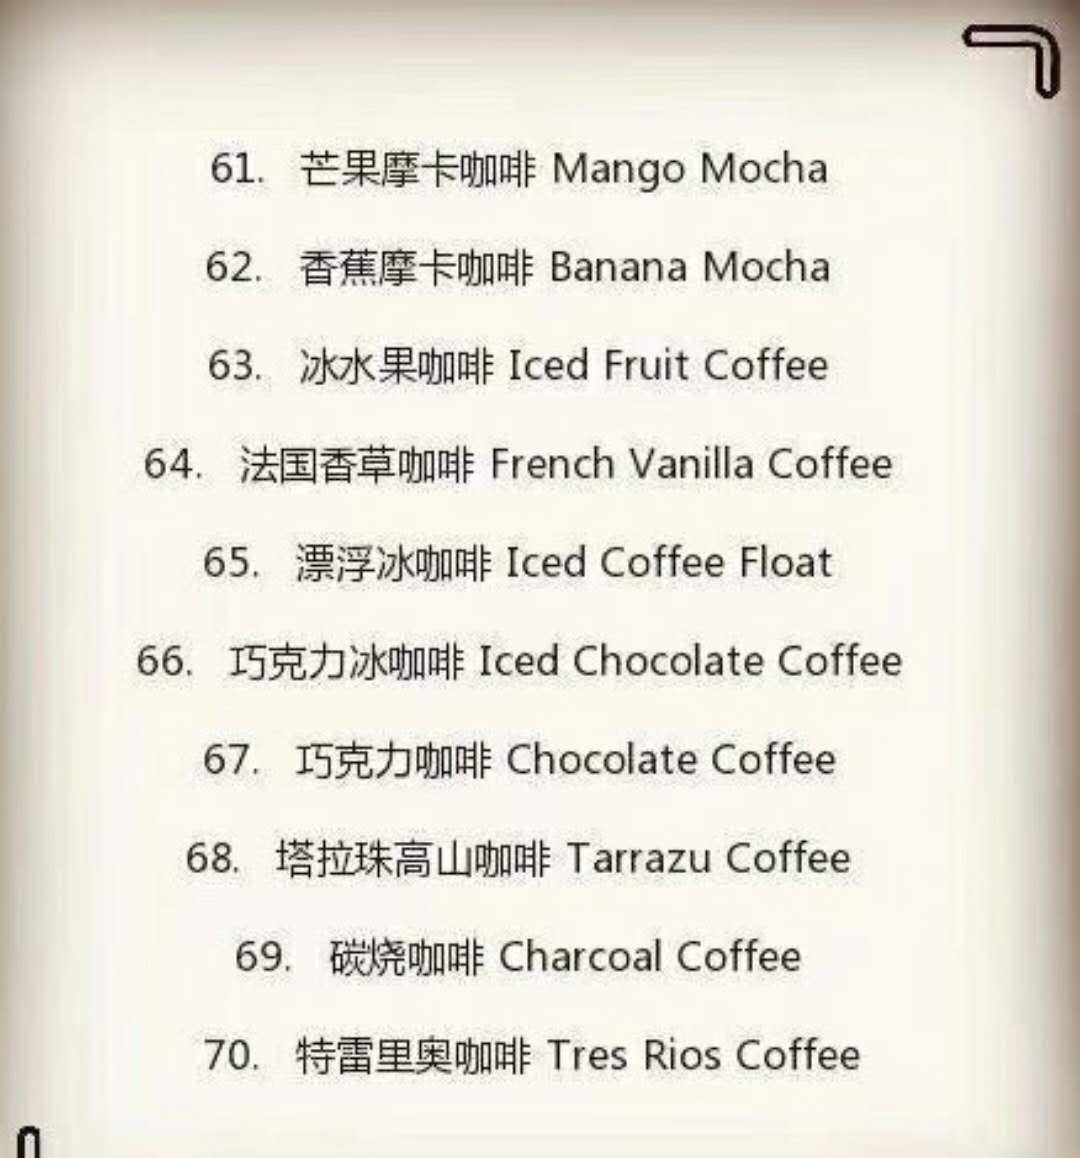 61. 芒果摩卡咖啡 Mango Mocha
62. 香蕉摩卡咖啡 Banana Mocha
63. 冰水果咖啡 Iced Fruit Coffee
64. 法国香草咖啡 French Vanilla Coffee
65. 漂浮冰咖啡 Iced Coffee Float
66. 巧克力冰咖啡 Iced Chocolate Coffee
67. 巧克力咖啡 Chocolate Coffee
68. 塔拉珠高山咖啡 Tarrazu Coffee
69. 碳烧咖啡 Charcoal Coffee
70. 特雷里奥咖啡 Tres Rios Coffee